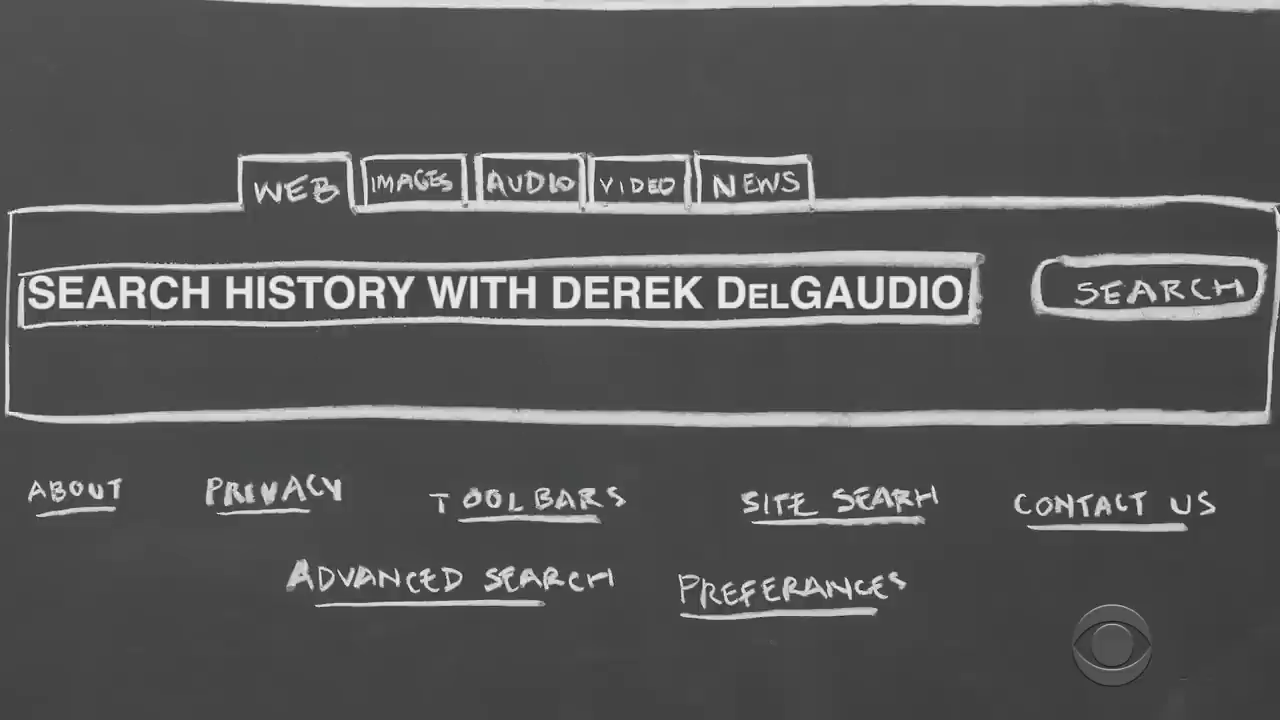 WEB IMAGES AUDIO VIDEO NEWS
SEARCH HISTORY WITH DEREK DELGAUDIO SEARCH
ABOUT PRIVACY TOOLBARS SITE SEARH CONTACT US
ADVANCED SEARCH PREFERANCES